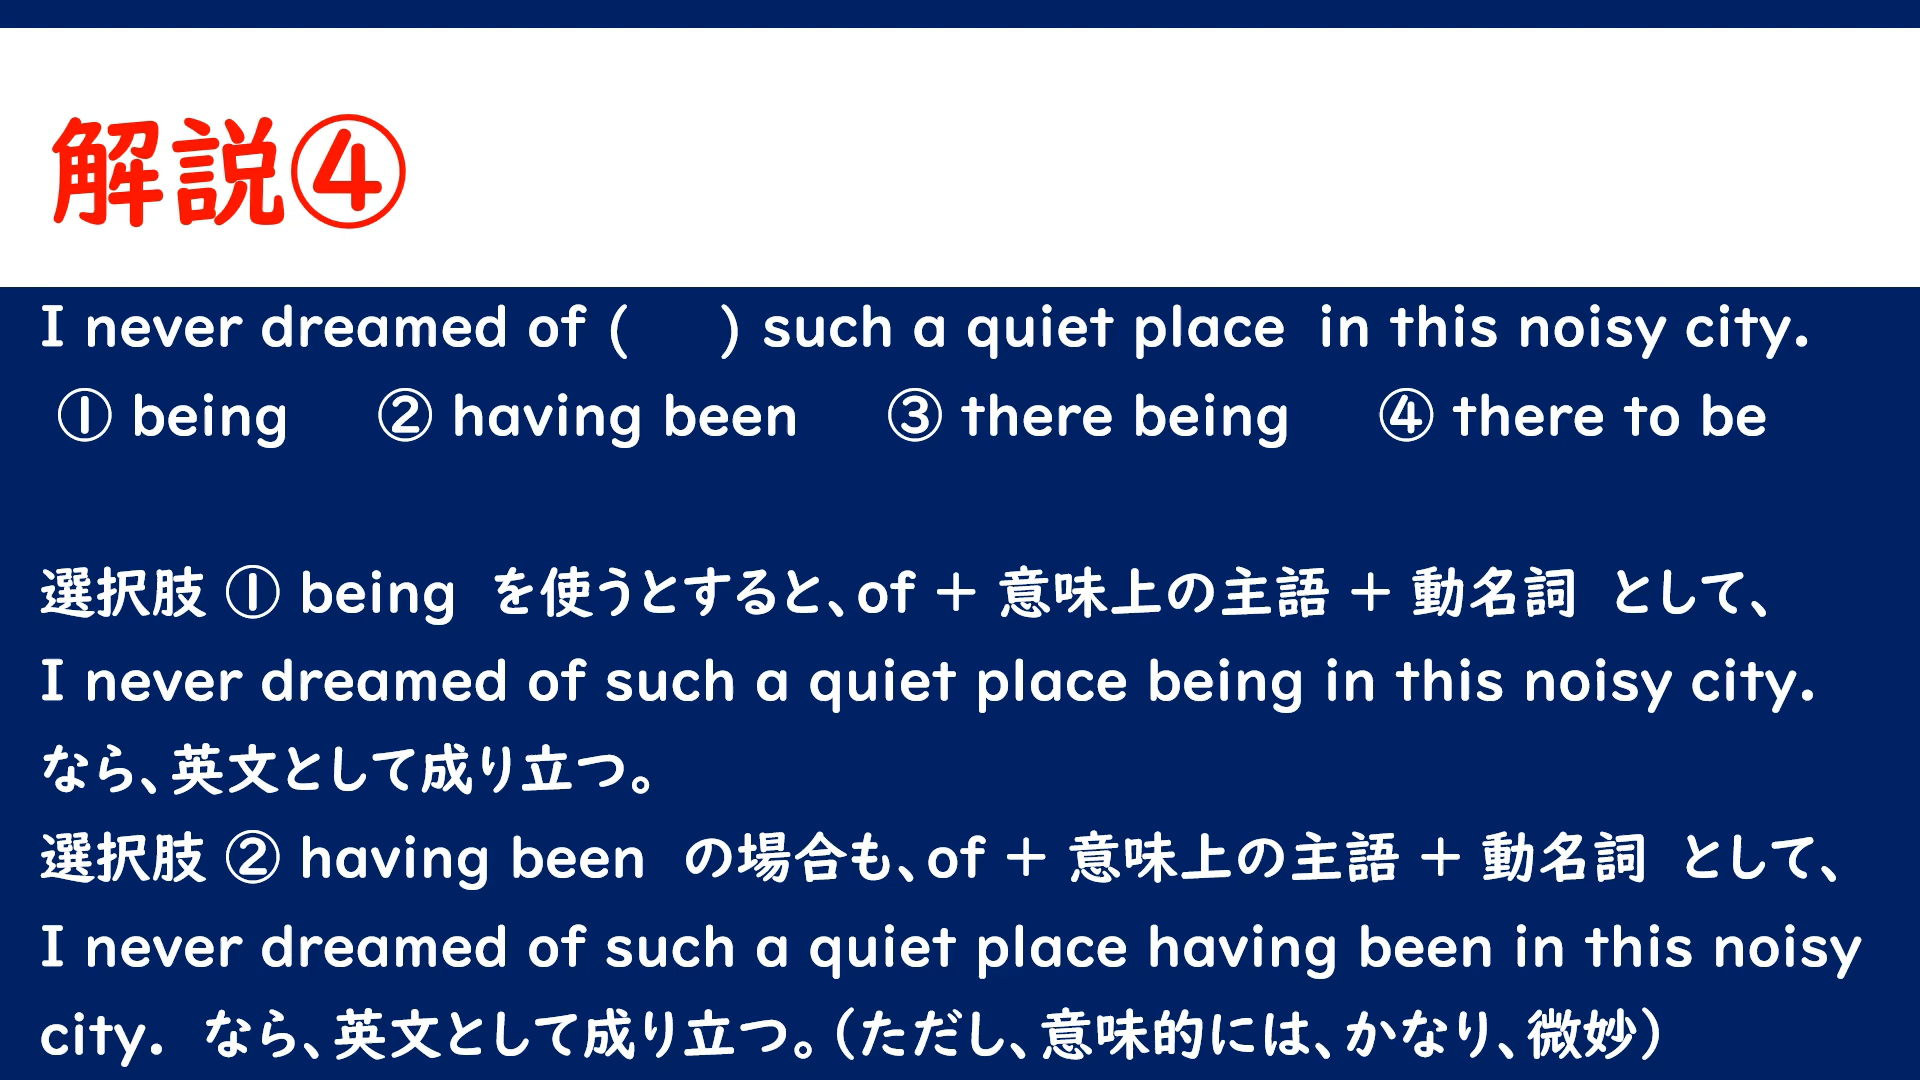 解説④
I never dreamed of (     ) such a quiet place  in this noisy city.
① being     ② having been     ③ there being     ④ there to be
選択肢 ① being  を使うとすると、of ＋ 意味上の主語 ＋ 動名詞  として、
I never dreamed of such a quiet place being in this noisy city.
なら、英文として成り立つ。
選択肢 ② having been  の場合も、of ＋ 意味上の主語 ＋ 動名詞  として、
I never dreamed of such a quiet place having been in this noisy
city.  なら、英文として成り立つ。（ただし、意味的には、かなり、微妙）